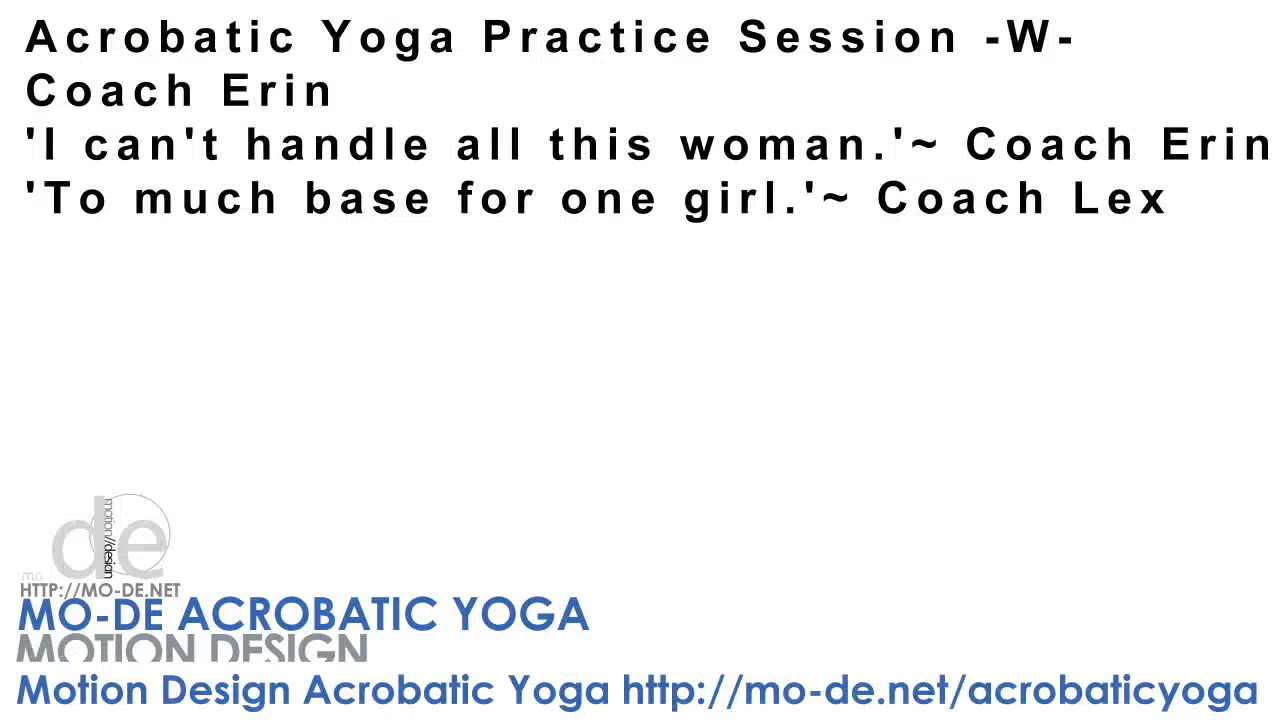 Acrobatic Yoga Practice Session -W-
Coach Erin
'I can't handle all this woman.'~ Coach Erin
'To much base for one girl.'~ Coach Lex
de
motion//design
mo
HTTP://MO-DE.NET
MO-DE ACROBATIC YOGA
MOTION DESIGN
Motion Design Acrobatic Yoga http://mo-de.net/acrobaticyoga